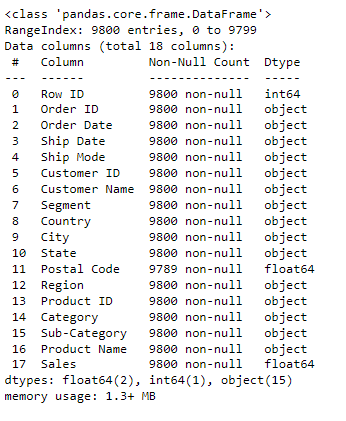 <class 'pandas.core.frame.DataFrame'>
RangeIndex: 9800 entries, 0 to 9799
Data columns (total 18 columns):
 #   Column         Non-Null Count  Dtype
---  ------         --------------  -----
 0   Row ID         9800 non-null   int64
 1   Order ID       9800 non-null   object
 2   Order Date     9800 non-null   object
 3   Ship Date      9800 non-null   object
 4   Ship Mode      9800 non-null   object
 5   Customer ID    9800 non-null   object
 6   Customer Name  9800 non-null   object
 7   Segment        9800 non-null   object
 8   Country        9800 non-null   object
 9   City           9800 non-null   object
 10  State          9800 non-null   object
 11  Postal Code    9789 non-null   float64
 12  Region         9800 non-null   object
 13  Product ID     9800 non-null   object
 14  Category       9800 non-null   object
 15  Sub-Category   9800 non-null   object
 16  Product Name   9800 non-null   object
 17  Sales          9800 non-null   float64
dtypes: float64(2), int64(1), object(15)
memory usage: 1.3+ MB